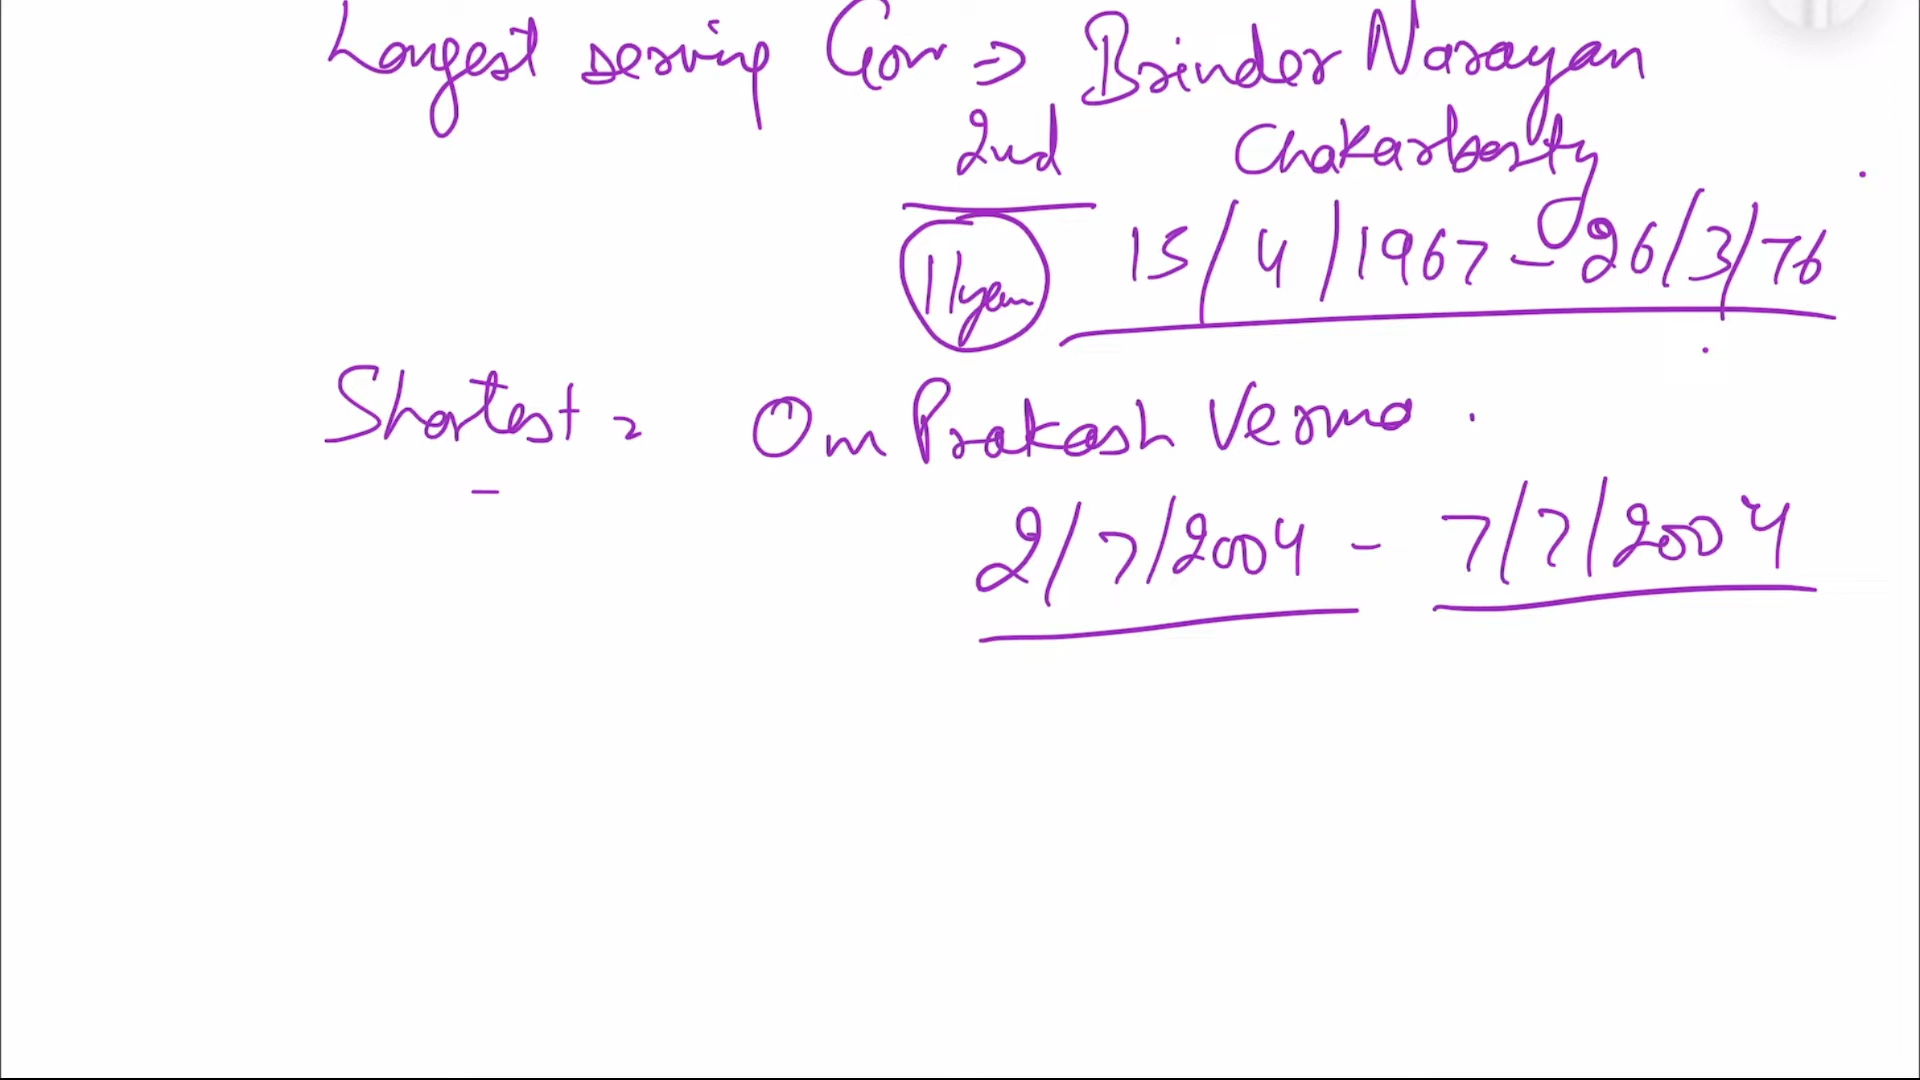 Longest serving Gov => Brinder Narayan
2nd Chakarborty
11 year 15/4/1967 - 26/3/76
Shortest = Om Prakash Verma.
2/7/2004 - 7/7/2004